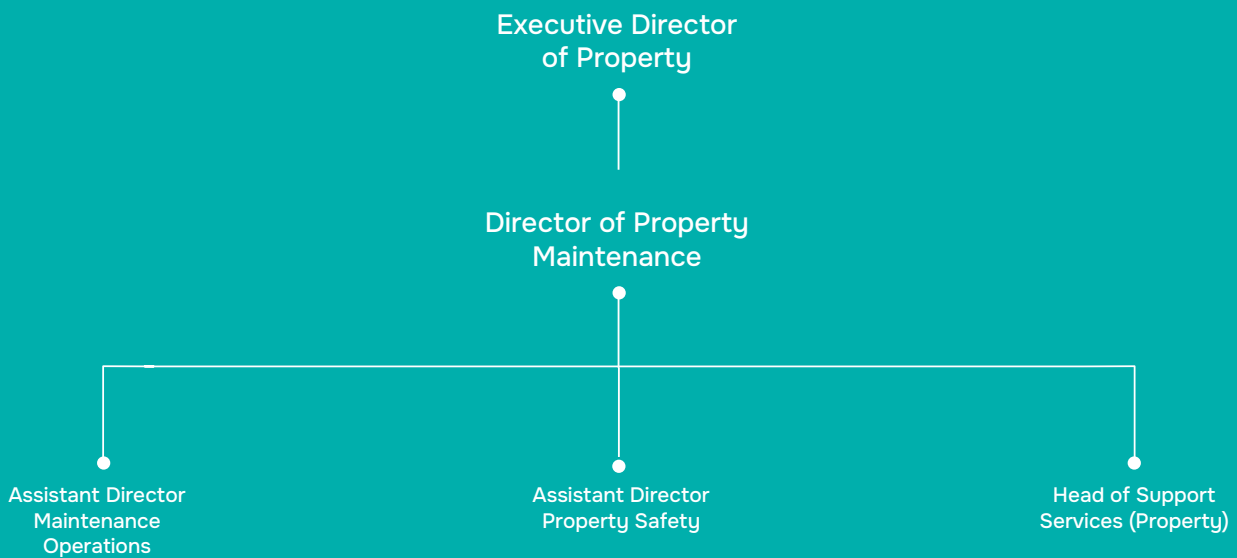 Executive Director
of Property
Director of Property
Maintenance
Assistant Director
Maintenance
Operations
Assistant Director
Property Safety
Head of Support
Services (Property)